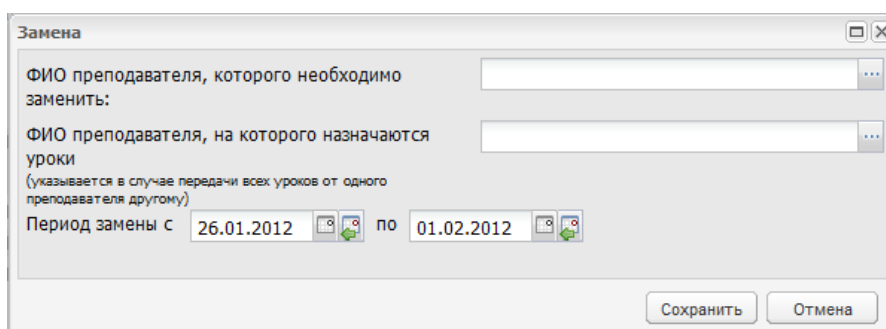 Замена
ФИО преподавателя, которого необходимо
заменить:
ФИО преподавателя, на которого назначаются
уроки
(указывается в случае передачи всех уроков от одного
преподавателя другому)
Период замены с 26.01.2012 по 01.02.2012
Сохранить Отмена